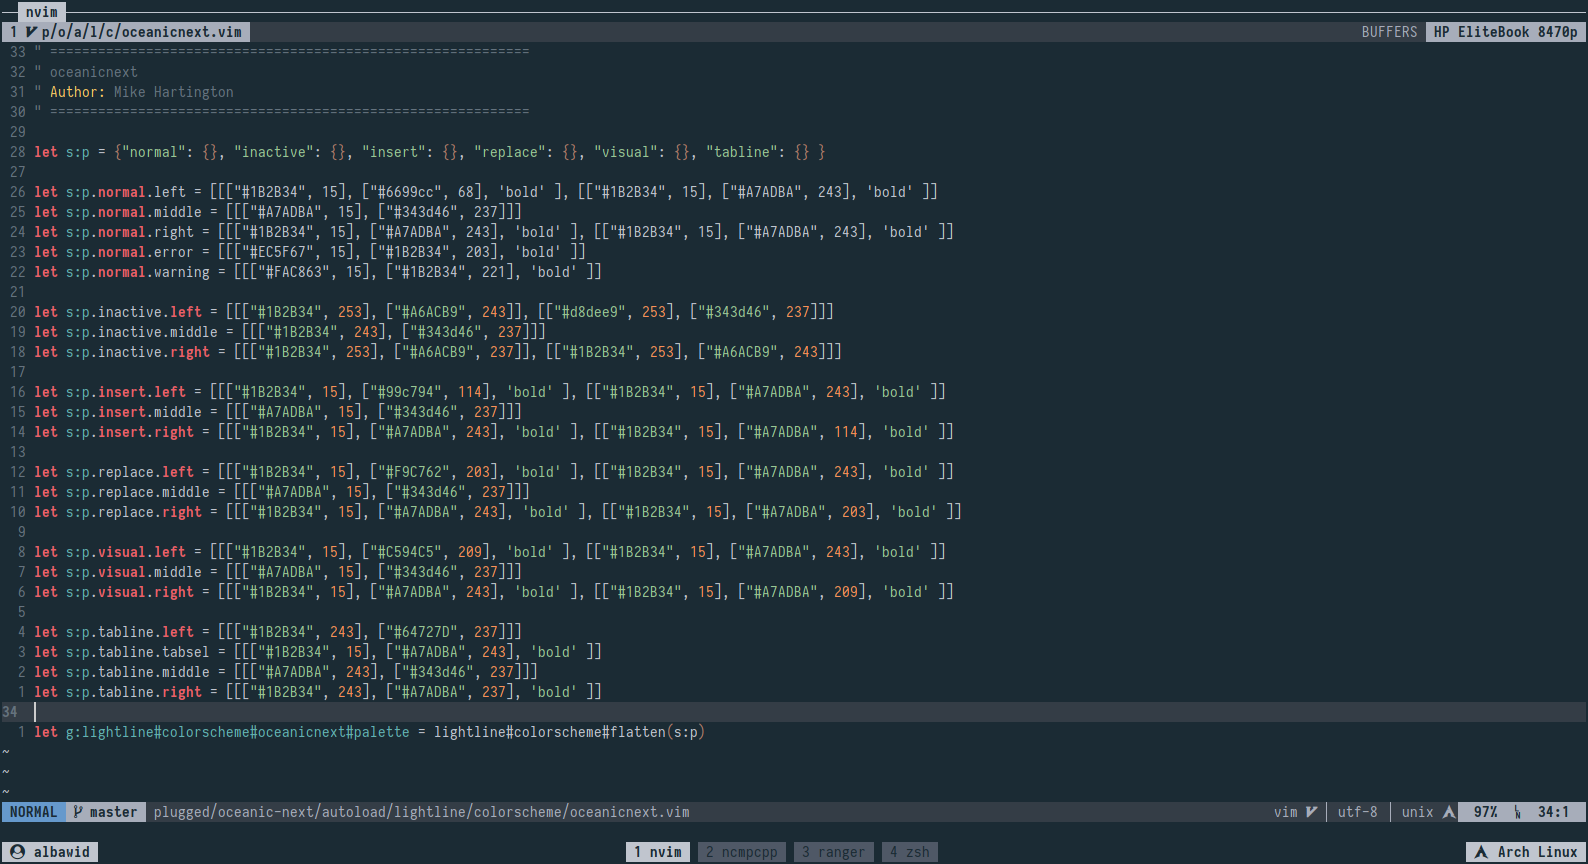 nvim
1 p/o/a/l/c/oceanicnext.vim BUFFERS HP EliteBook 8470p
33 " ============================================================
32 " oceanicnext
31 " Author: Mike Hartington
30 " ============================================================
29
28 let s:p = {"normal": {}, "inactive": {}, "insert": {}, "replace": {}, "visual": {}, "tabline": {} }
27
26 let s:p.normal.left = [[["#1B2B34", 15], ["#6699cc", 68], 'bold' ], [["#1B2B34", 15], ["#A7ADBA", 243], 'bold' ]]
25 let s:p.normal.middle = [[["#A7ADBA", 15], ["#343d46", 237]]]
24 let s:p.normal.right = [[["#1B2B34", 15], ["#A7ADBA", 243], 'bold' ], [["#1B2B34", 15], ["#A7ADBA", 243], 'bold' ]]
23 let s:p.normal.error = [[["#EC5F67", 15], ["#1B2B34", 203], 'bold' ]]
22 let s:p.normal.warning = [[["#FAC863", 15], ["#1B2B34", 221], 'bold' ]]
21
20 let s:p.inactive.left = [[["#1B2B34", 253], ["#A6ACB9", 243]], [["#d8dee9", 253], ["#343d46", 237]]]
19 let s:p.inactive.middle = [[["#1B2B34", 243], ["#343d46", 237]]]
18 let s:p.inactive.right = [[["#1B2B34", 253], ["#A6ACB9", 237]], [["#1B2B34", 253], ["#A6ACB9", 243]]]
17
16 let s:p.insert.left = [[["#1B2B34", 15], ["#99c794", 114], 'bold' ], [["#1B2B34", 15], ["#A7ADBA", 243], 'bold' ]]
15 let s:p.insert.middle = [[["#A7ADBA", 15], ["#343d46", 237]]]
14 let s:p.insert.right = [[["#1B2B34", 15], ["#A7ADBA", 243], 'bold' ], [["#1B2B34", 15], ["#A7ADBA", 114], 'bold' ]]
13
12 let s:p.replace.left = [[["#1B2B34", 15], ["#F9C762", 203], 'bold' ], [["#1B2B34", 15], ["#A7ADBA", 243], 'bold' ]]
11 let s:p.replace.middle = [[["#A7ADBA", 15], ["#343d46", 237]]]
10 let s:p.replace.right = [[["#1B2B34", 15], ["#A7ADBA", 243], 'bold' ], [["#1B2B34", 15], ["#A7ADBA", 203], 'bold' ]]
9
8 let s:p.visual.left = [[["#1B2B34", 15], ["#C594C5", 209], 'bold' ], [["#1B2B34", 15], ["#A7ADBA", 243], 'bold' ]]
7 let s:p.visual.middle = [[["#A7ADBA", 15], ["#343d46", 237]]]
6 let s:p.visual.right = [[["#1B2B34", 15], ["#A7ADBA", 243], 'bold' ], [["#1B2B34", 15], ["#A7ADBA", 209], 'bold' ]]
5
4 let s:p.tabline.left = [[["#1B2B34", 243], ["#64727D", 237]]]
3 let s:p.tabline.tabsel = [[["#1B2B34", 15], ["#A7ADBA", 243], 'bold' ]]
2 let s:p.tabline.middle = [[["#A7ADBA", 243], ["#343d46", 237]]]
1 let s:p.tabline.right = [[["#1B2B34", 243], ["#A7ADBA", 237], 'bold' ]]
34
1 let g:lightline#colorscheme#oceanicnext#palette = lightline#colorscheme#flatten(s:p)
~
~
~
NORMAL master plugged/oceanic-next/autoload/lightline/colorscheme/oceanicnext.vim vim utf-8 unix 97% LN 34:1
albawid 1 nvim 2 ncmpcpp 3 ranger 4 zsh Arch Linux